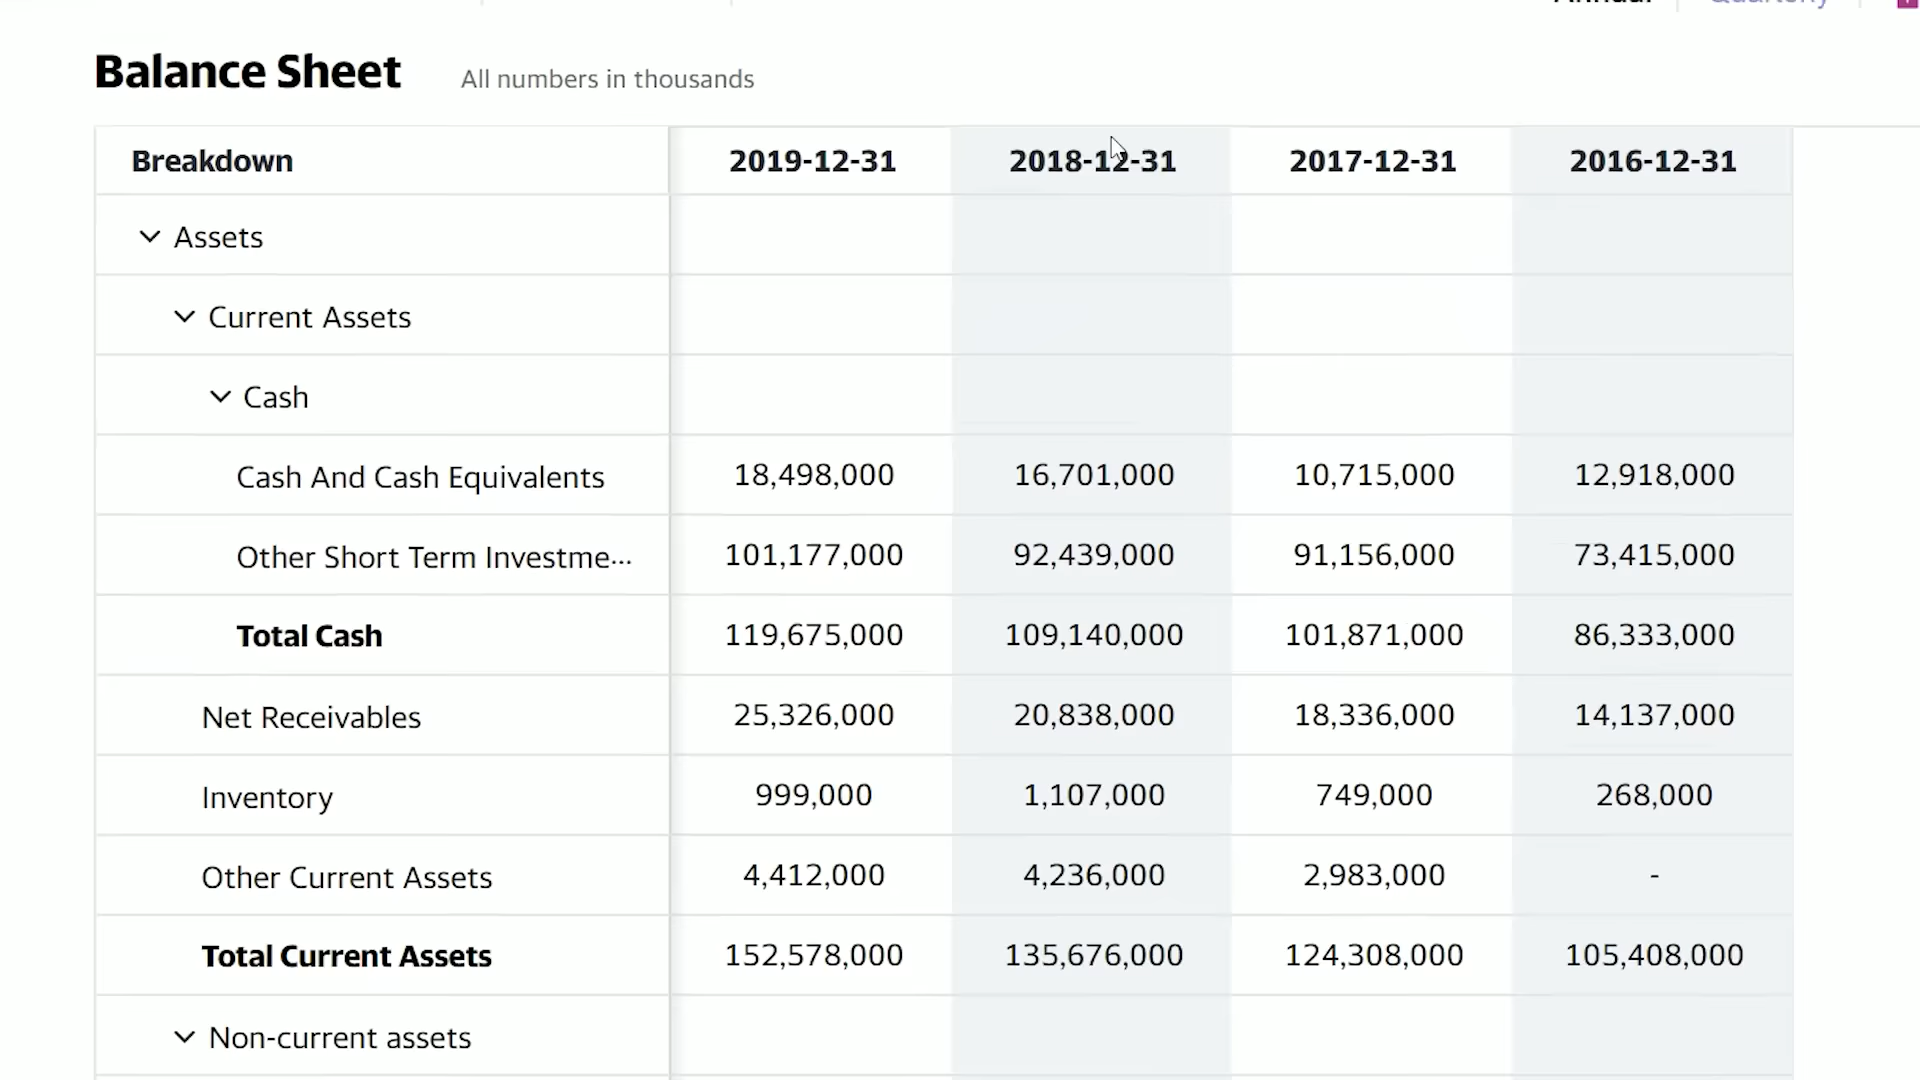 Annual Quarterly
Balance Sheet All numbers in thousands
Breakdown 2019-12-31 2018-12-31 2017-12-31 2016-12-31
Assets
Current Assets
Cash
Cash And Cash Equivalents 18,498,000 16,701,000 10,715,000 12,918,000
Other Short Term Investme... 101,177,000 92,439,000 91,156,000 73,415,000
Total Cash 119,675,000 109,140,000 101,871,000 86,333,000
Net Receivables 25,326,000 20,838,000 18,336,000 14,137,000
Inventory 999,000 1,107,000 749,000 268,000
Other Current Assets 4,412,000 4,236,000 2,983,000 -
Total Current Assets 152,578,000 135,676,000 124,308,000 105,408,000
Non-current assets